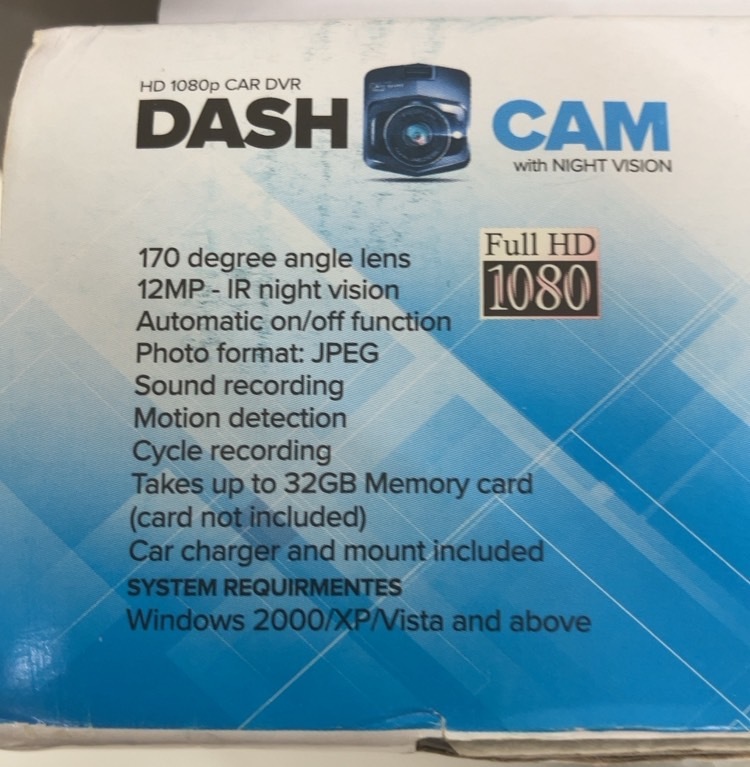 HD 1080p CAR DVR
DASH CAM
with NIGHT VISION
Full HD
1080
170 degree angle lens
12MP - IR night vision
Automatic on/off function
Photo format: JPEG
Sound recording
Motion detection
Cycle recording
Takes up to 32GB Memory card
(card not included)
Car charger and mount included
SYSTEM REQUIRMENTES
Windows 2000/XP/Vista and above